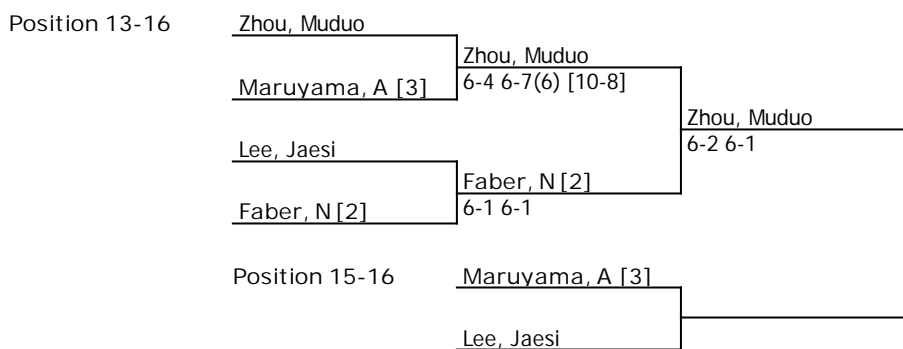 Position 13-16
Zhou, Muduo
Zhou, Muduo
Maruyama, A [3]
6-4 6-7(6) [10-8]
Zhou, Muduo
Lee, Jaesi
6-2 6-1
Faber, N [2]
Faber, N [2]
6-1 6-1
Position 15-16
Maruyama, A [3]
Lee, Jaesi